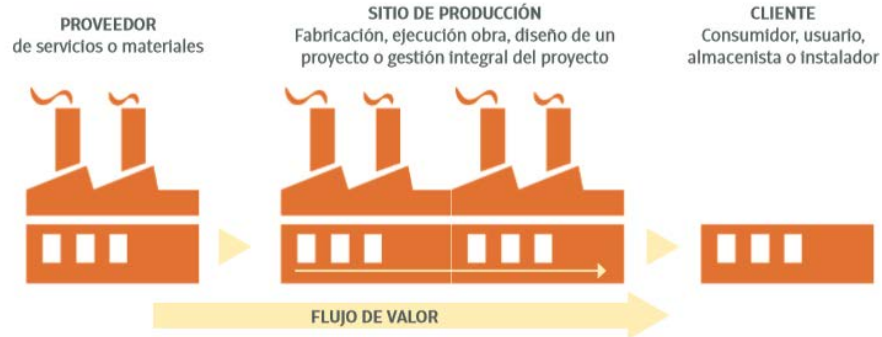 PROVEEDOR
de servicios o materiales
SITIO DE PRODUCCIÓN
Fabricación, ejecución obra, diseño de un
proyecto o gestión integral del proyecto
CLIENTE
Consumidor, usuario,
almacenista o instalador
FLUJO DE VALOR